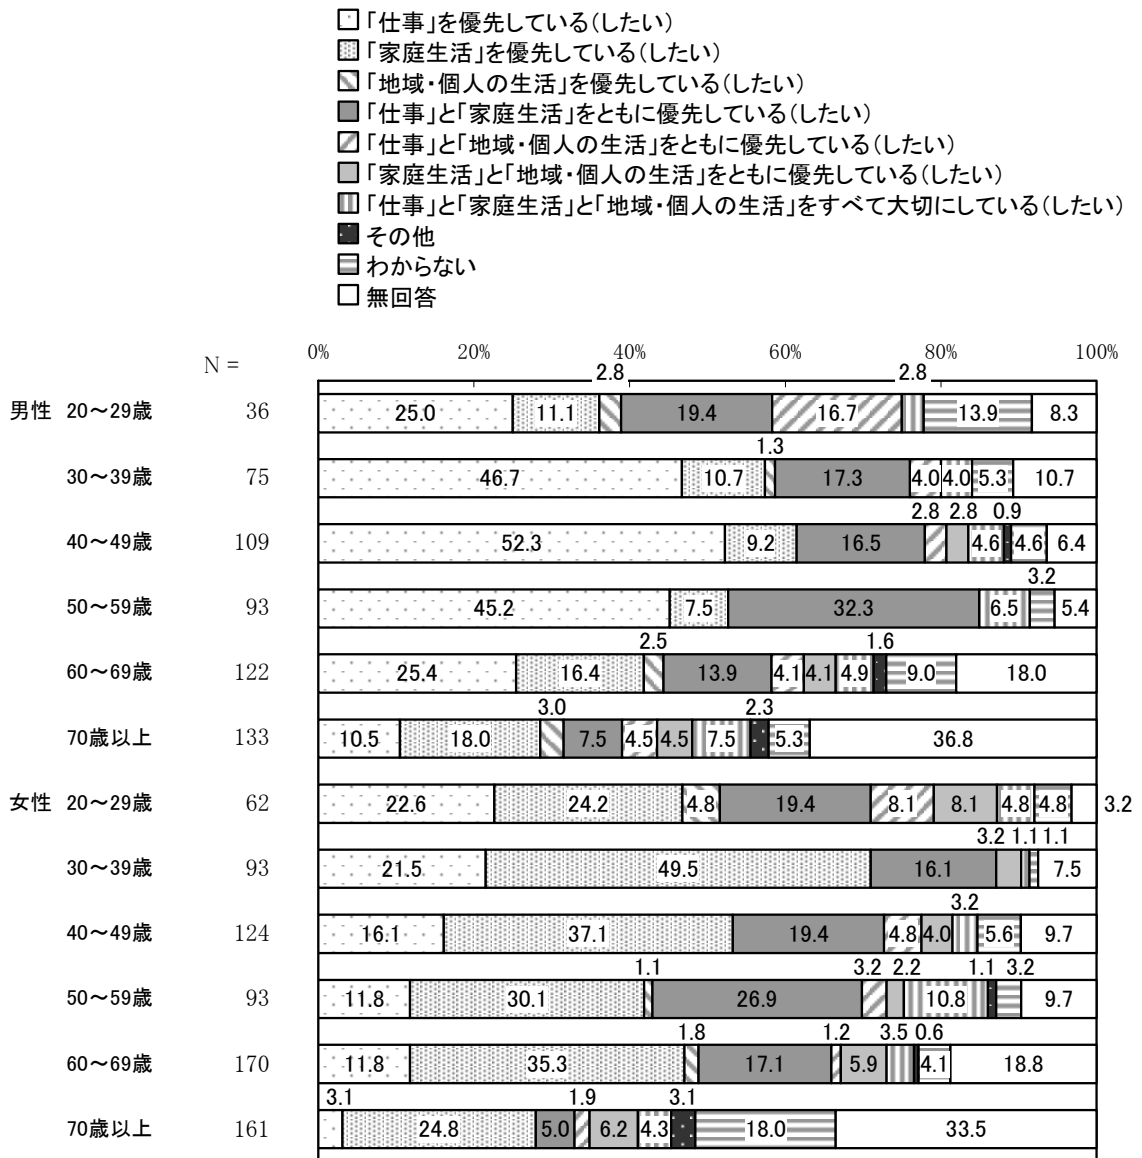 「仕事」を優先している(したい)
「家庭生活」を優先している(したい)
「地域・個人の生活」を優先している(したい)
「仕事」と「家庭生活」をともに優先している(したい)
「仕事」と「地域・個人の生活」をともに優先している(したい)
「家庭生活」と「地域・個人の生活」をともに優先している(したい)
「仕事」と「家庭生活」と「地域・個人の生活」をすべて大切にしている(したい)
その他
わからない
無回答
N = 0% 20% 40% 60% 80% 100%
2.8 2.8
男性 20~29歳 36 25.0 11.1 19.4 16.7 13.9 8.3
1.3
30~39歳 75 46.7 10.7 17.3 4.0 4.0 5.3 10.7
2.8 2.8 0.9
40~49歳 109 52.3 9.2 16.5 4.6 4.6 6.4
3.2
50~59歳 93 45.2 7.5 32.3 6.5 5.4
2.5 1.6
60~69歳 122 25.4 16.4 13.9 4.1 4.1 4.9 9.0 18.0
3.0 2.3
70歳以上 133 10.5 18.0 7.5 4.5 4.5 7.5 5.3 36.8
女性 20~29歳 62 22.6 24.2 4.8 19.4 8.1 8.1 4.8 4.8 3.2
3.2 1.1 1.1
30~39歳 93 21.5 49.5 16.1 7.5
3.2
40~49歳 124 16.1 37.1 19.4 4.8 4.0 5.6 9.7
1.1 3.2 2.2 1.1 3.2
50~59歳 93 11.8 30.1 26.9 10.8 9.7
1.8 1.2 3.5 0.6
60~69歳 170 11.8 35.3 17.1 5.9 4.1 18.8
3.1 1.9 3.1
70歳以上 161 24.8 5.0 6.2 4.3 18.0 33.5